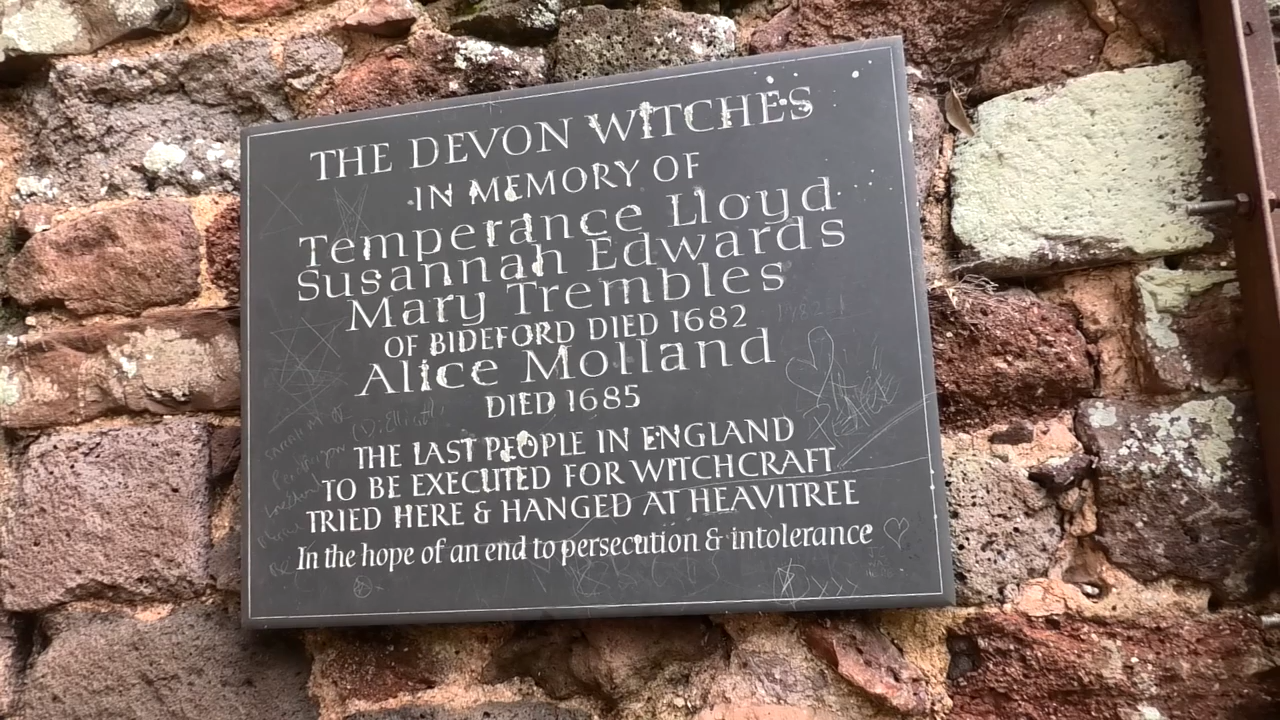 THE DEVON WITCHES
IN MEMORY OF
Temperance Lloyd
Susannah Edwards
Mary Trembles
OF BIDEFORD DIED 1682
Alice Molland
DIED 1685
THE LAST PEOPLE IN ENGLAND
TO BE EXECUTED FOR WITCHCRAFT
TRIED HERE & HANGED AT HEAVITREE
In the hope of an end to persecution & intolerance